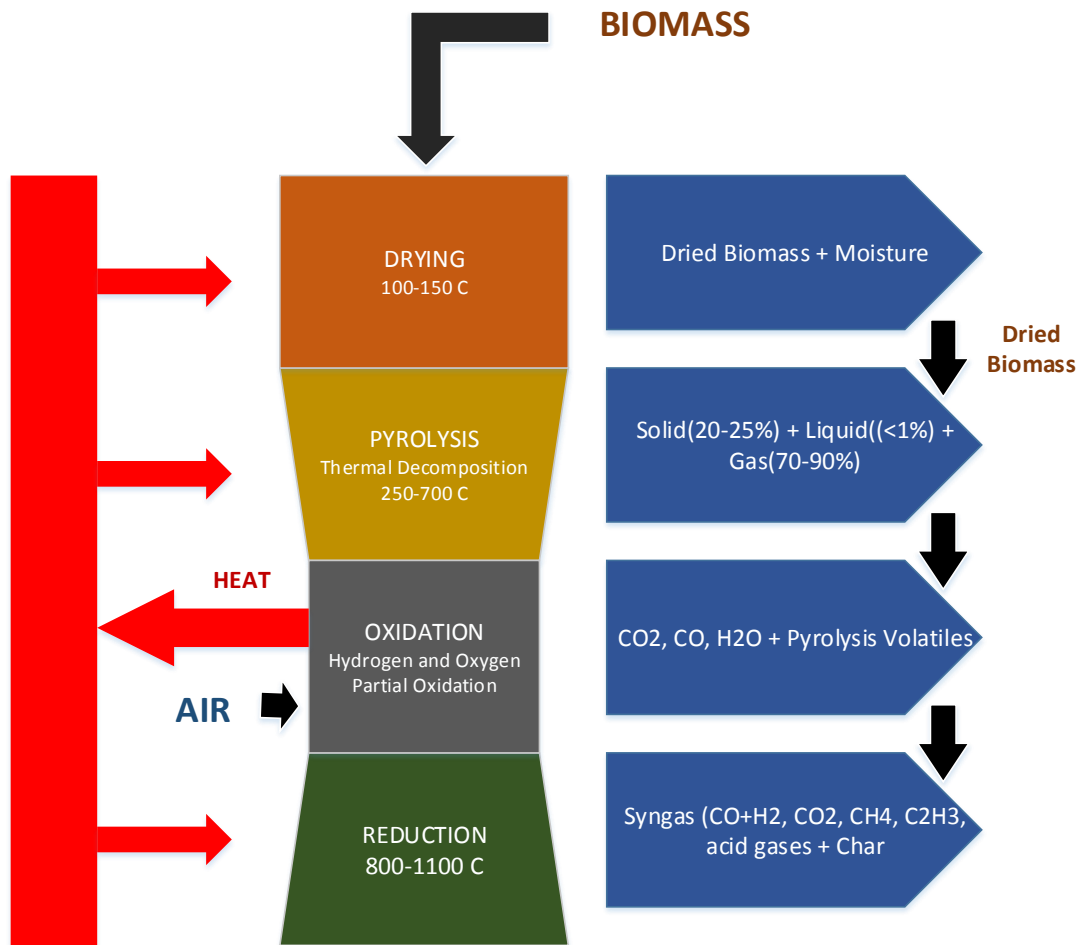 BIOMASS
DRYING
100-150 C
Dried Biomass + Moisture
Dried
Biomass
PYROLYSIS
Thermal Decomposition
250-700 C
Solid(20-25%) + Liquid((<1%) +
Gas(70-90%)
HEAT
OXIDATION
Hydrogen and Oxygen
Partial Oxidation
AIR
CO2, CO, H2O + Pyrolysis Volatiles
REDUCTION
800-1100 C
Syngas (CO+H2, CO2, CH4, C2H3,
acid gases + Char